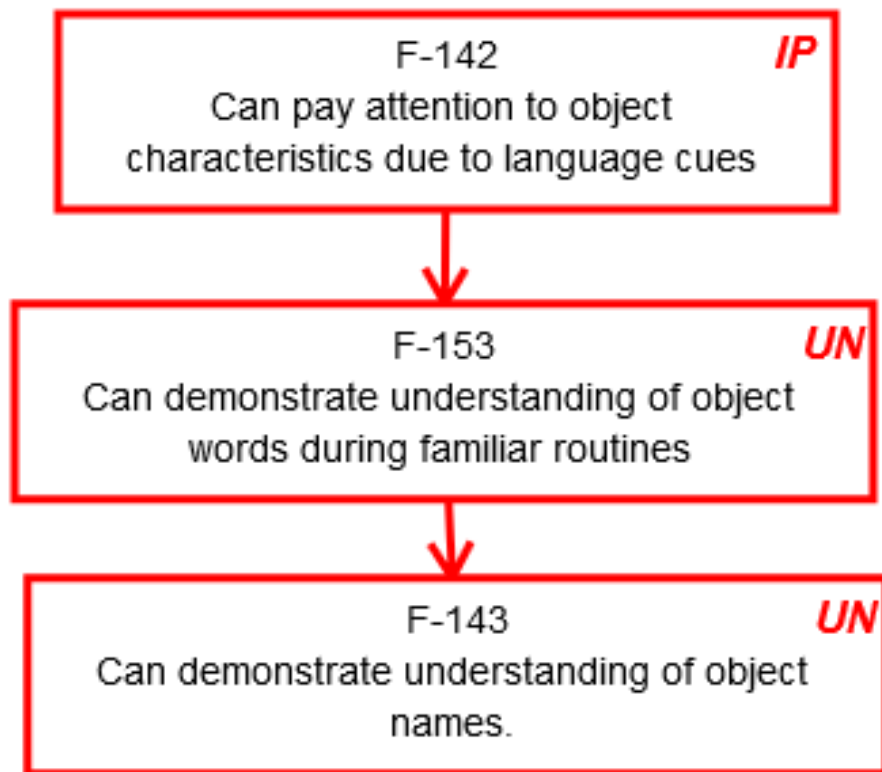 F-142 IP
Can pay attention to object
characteristics due to language cues
F-153 UN
Can demonstrate understanding of object
words during familiar routines
F-143 UN
Can demonstrate understanding of object
names.